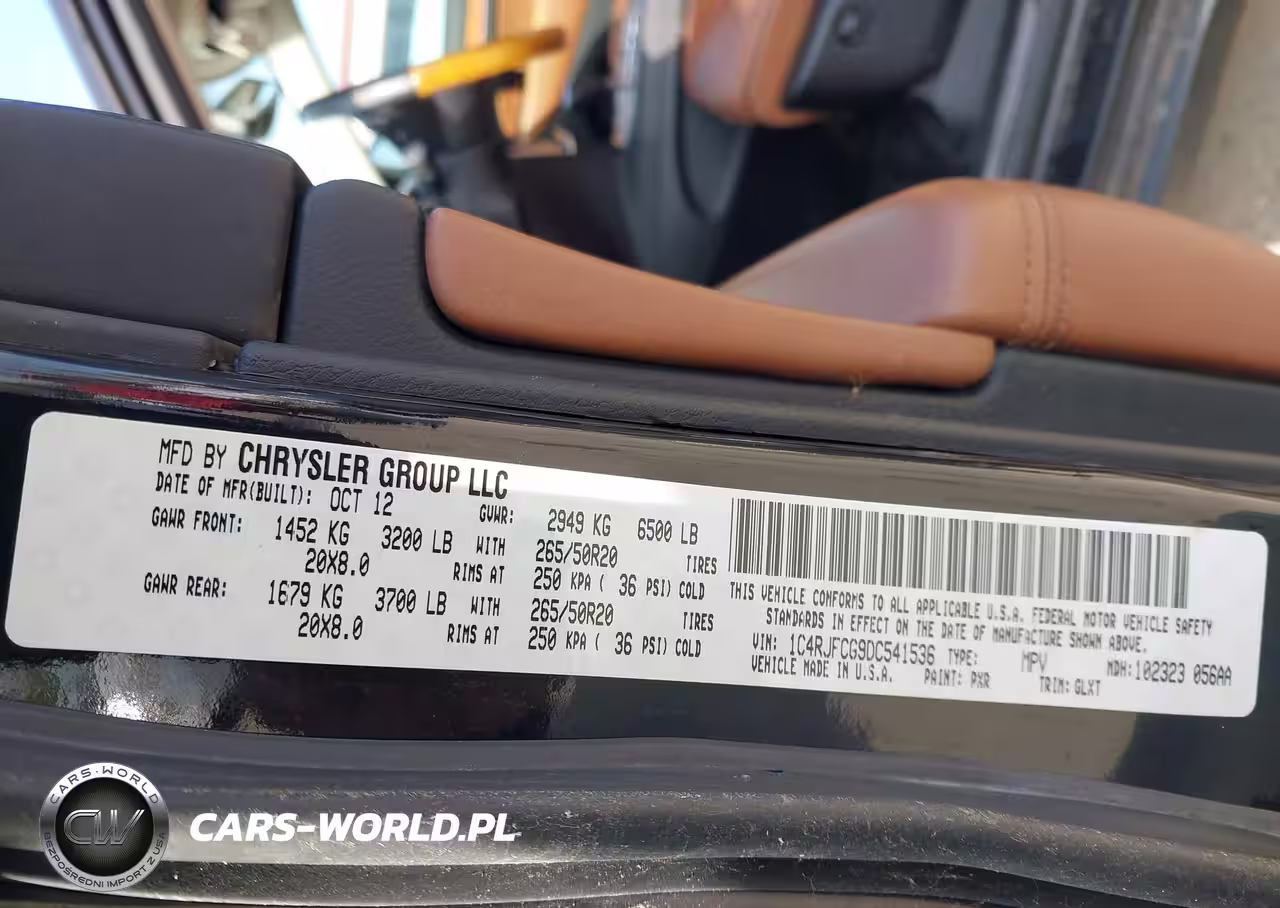 MFD BY CHRYSLER GROUP LLC
DATE OF MFR(BUILT): OCT 12 GVWR: 2949 KG 6500 LB
GAWR FRONT: 1452 KG 3200 LB WITH 265/50R20 TIRES
20X8.0 RIMS AT 250 KPA ( 36 PSI) COLD
GAWR REAR: 1679 KG 3700 LB WITH 265/50R20 TIRES
20X8.0 RIMS AT 250 KPA ( 36 PSI) COLD
THIS VEHICLE CONFORMS TO ALL APPLICABLE U.S.A. FEDERAL MOTOR VEHICLE SAFETY
STANDARDS IN EFFECT ON THE DATE OF MANUFACTURE SHOWN ABOVE.
VIN: 1C4RJFCG9DC541536 TYPE: MPV MDH:102323 056AA
VEHICLE MADE IN U.S.A. PAINT: PXR TRIM: GLXT
CARS-WORLD
CW
BEZPOŚREDNI IMPORT Z USA
CARS-WORLD.PL